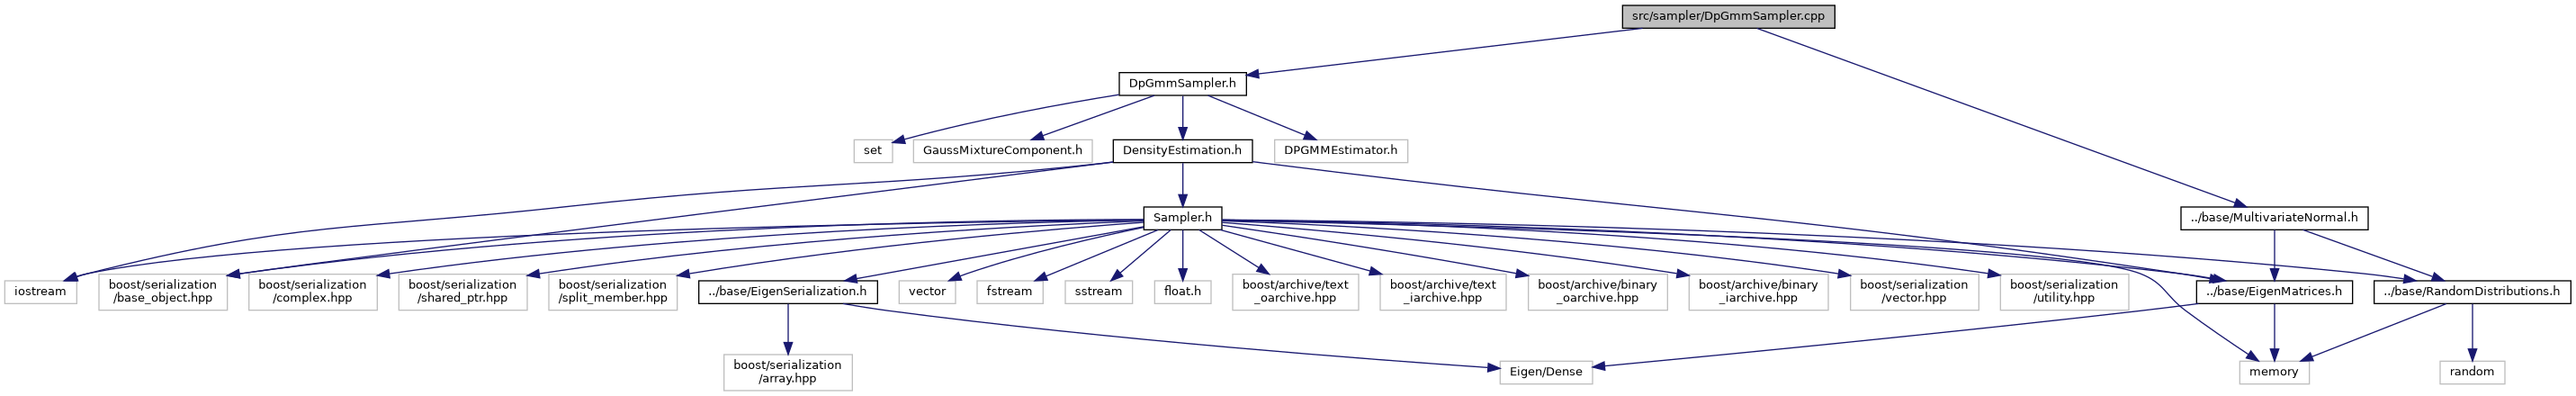 src/sampler/DpGmmSampler.cpp
DpGmmSampler.h
set
GaussMixtureComponent.h
DensityEstimation.h
DPGMMEstimator.h
Sampler.h
../base/MultivariateNormal.h
iostream
boost/serialization
/base_object.hpp
boost/serialization
/complex.hpp
boost/serialization
/shared_ptr.hpp
boost/serialization
/split_member.hpp
../base/EigenSerialization.h
vector
fstream
sstream
float.h
boost/archive/text
_oarchive.hpp
boost/archive/text
_iarchive.hpp
boost/archive/binary
_oarchive.hpp
boost/archive/binary
_iarchive.hpp
boost/serialization
/vector.hpp
boost/serialization
/utility.hpp
../base/EigenMatrices.h
../base/RandomDistributions.h
boost/serialization
/array.hpp
Eigen/Dense
memory
random